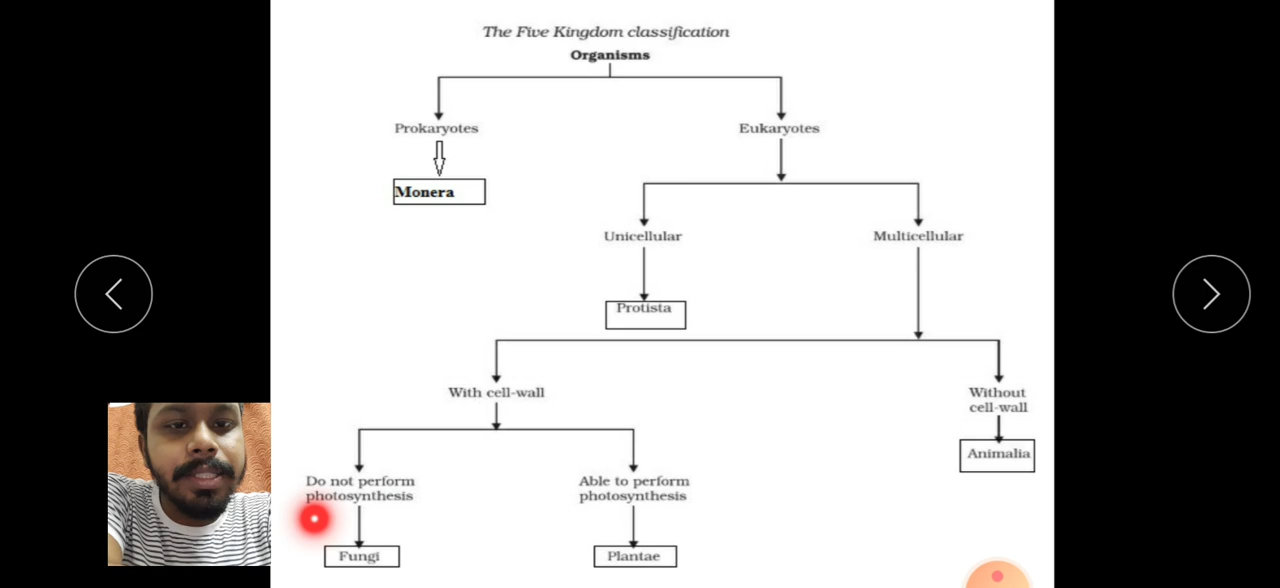 The Five Kingdom classification
Organisms
Prokaryotes
Eukaryotes
Monera
Unicellular
Multicellular
Protista
With cell-wall
Without
cell-wall
Animalia
Do not perform
photosynthesis
Able to perform
photosynthesis
Fungi
Plantae